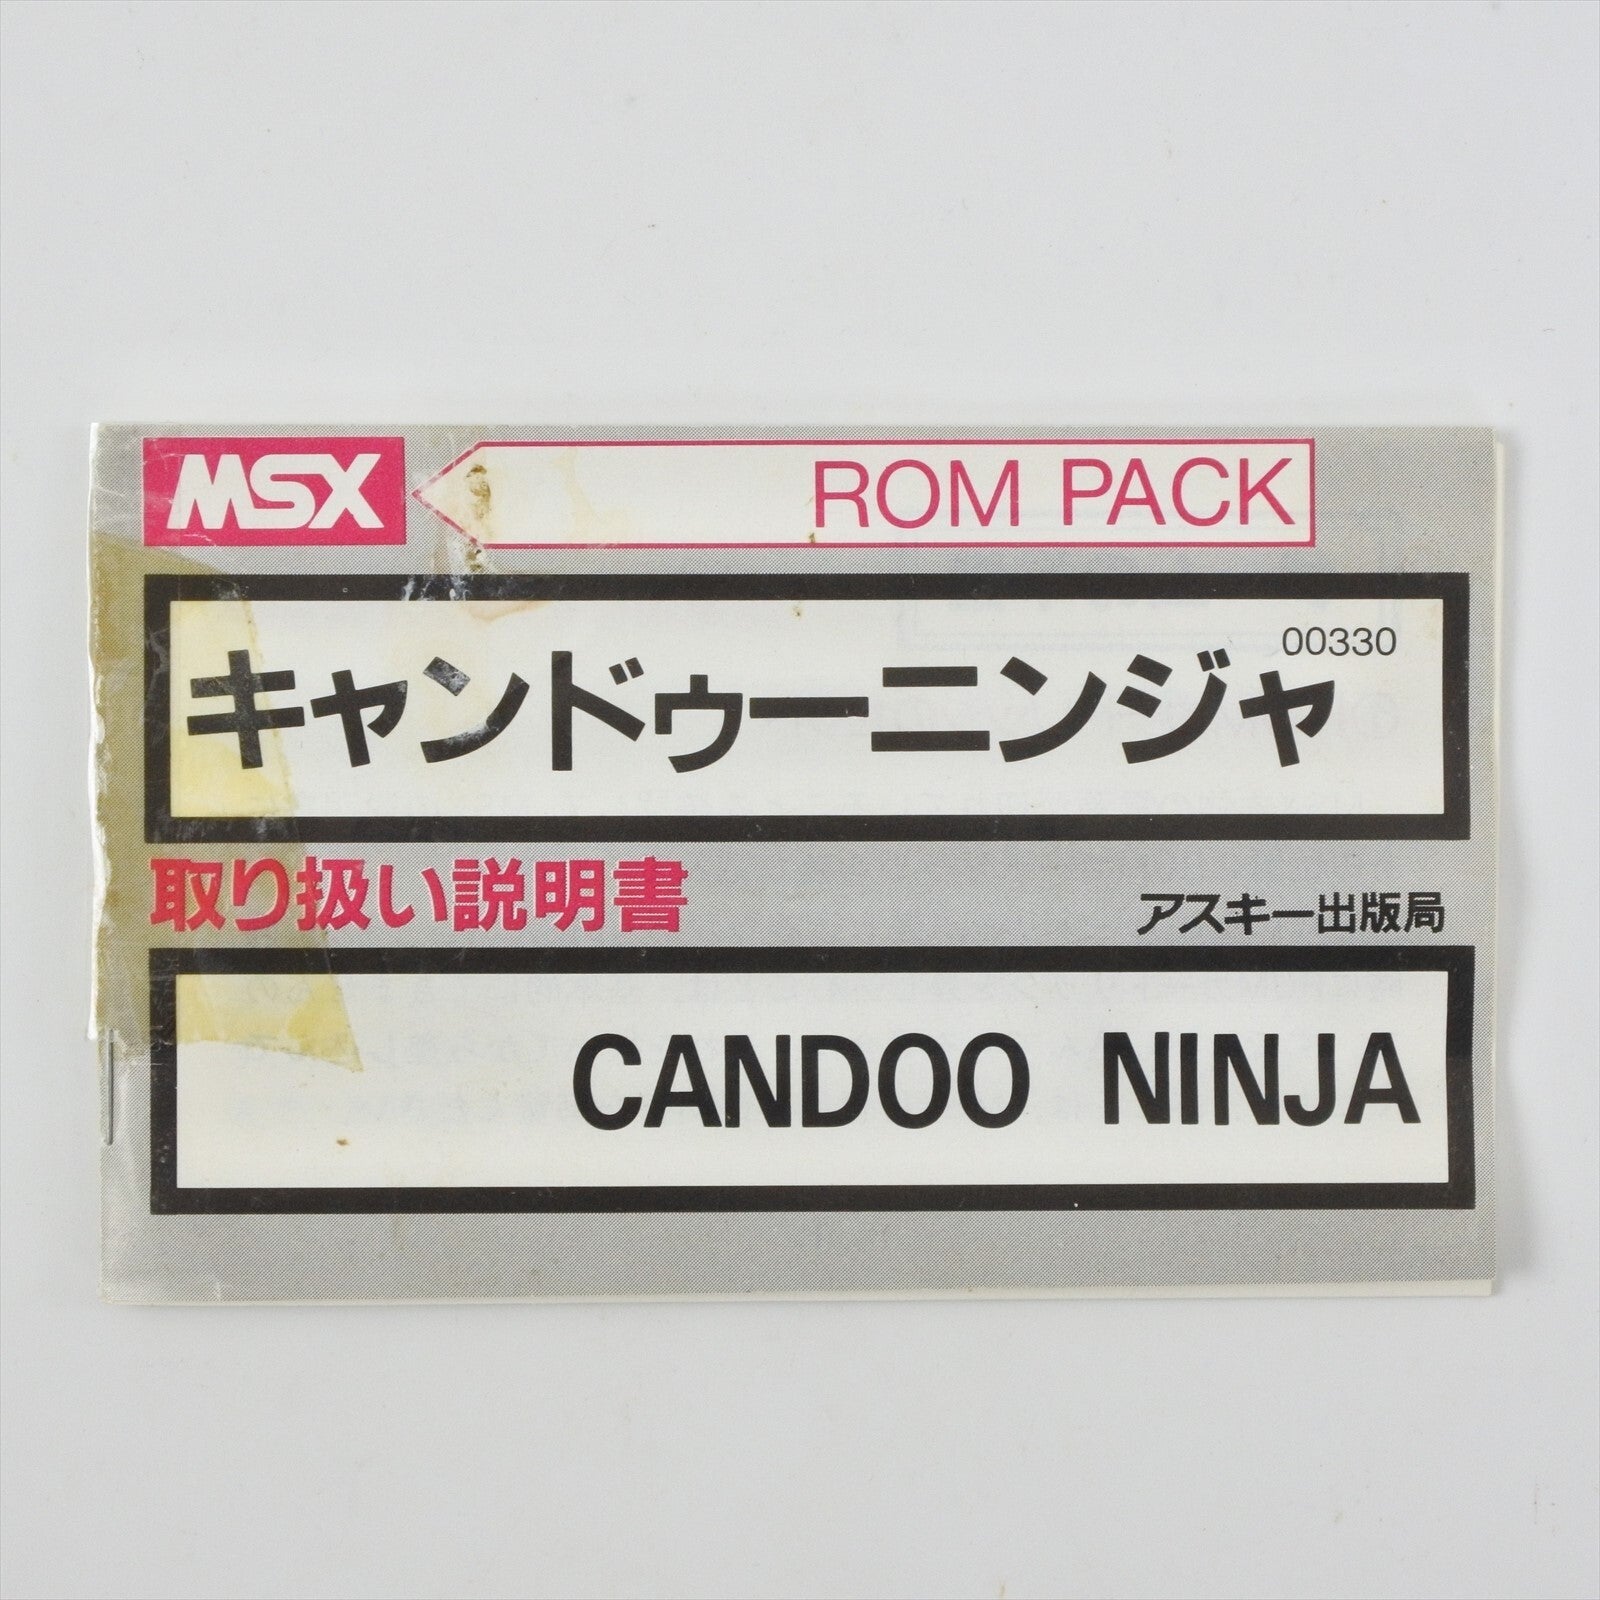 MSX ROM PACK
00330
キャンドゥーニンジャ
取り扱い説明書 アスキー出版局
CANDOO NINJA